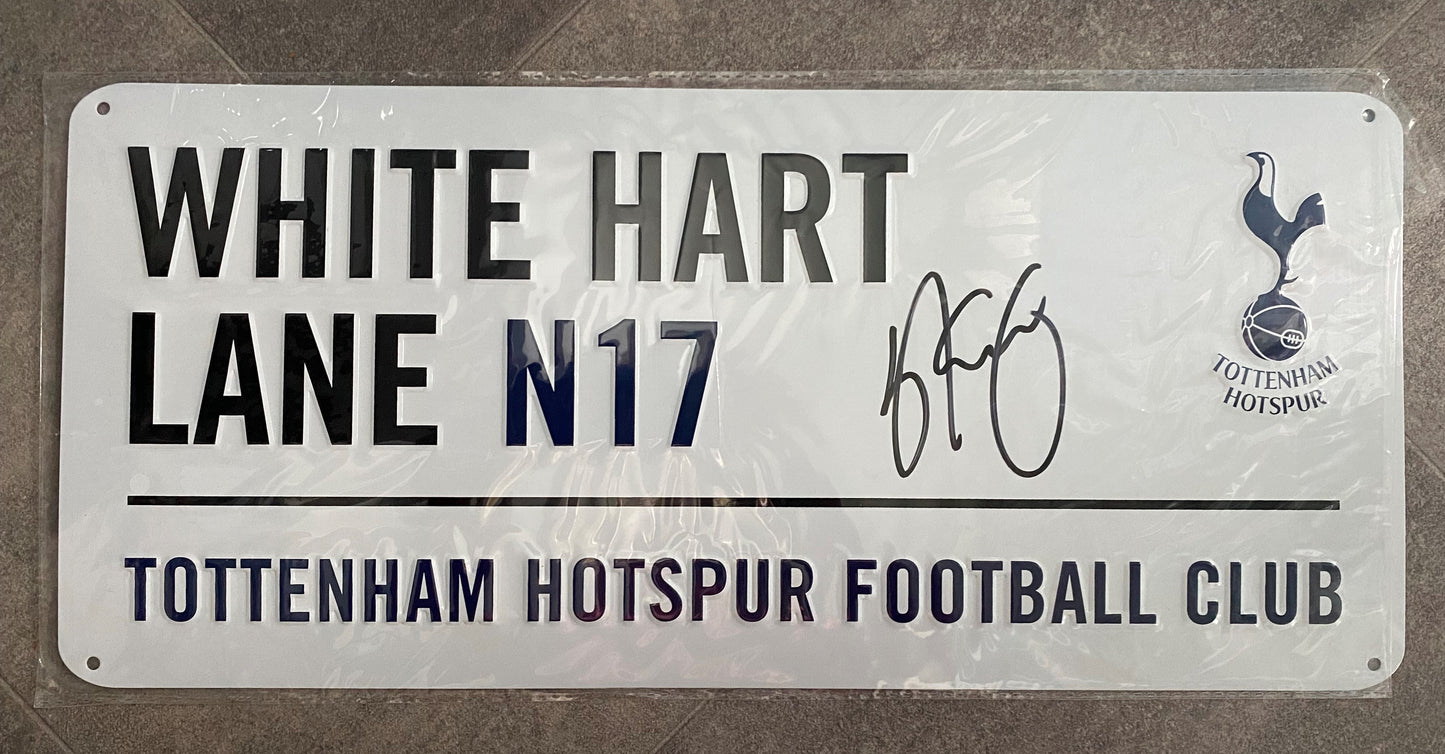 WHITE HART
LANE N17
TOTTENHAM
HOTSPUR
TOTTENHAM HOTSPUR FOOTBALL CLUB